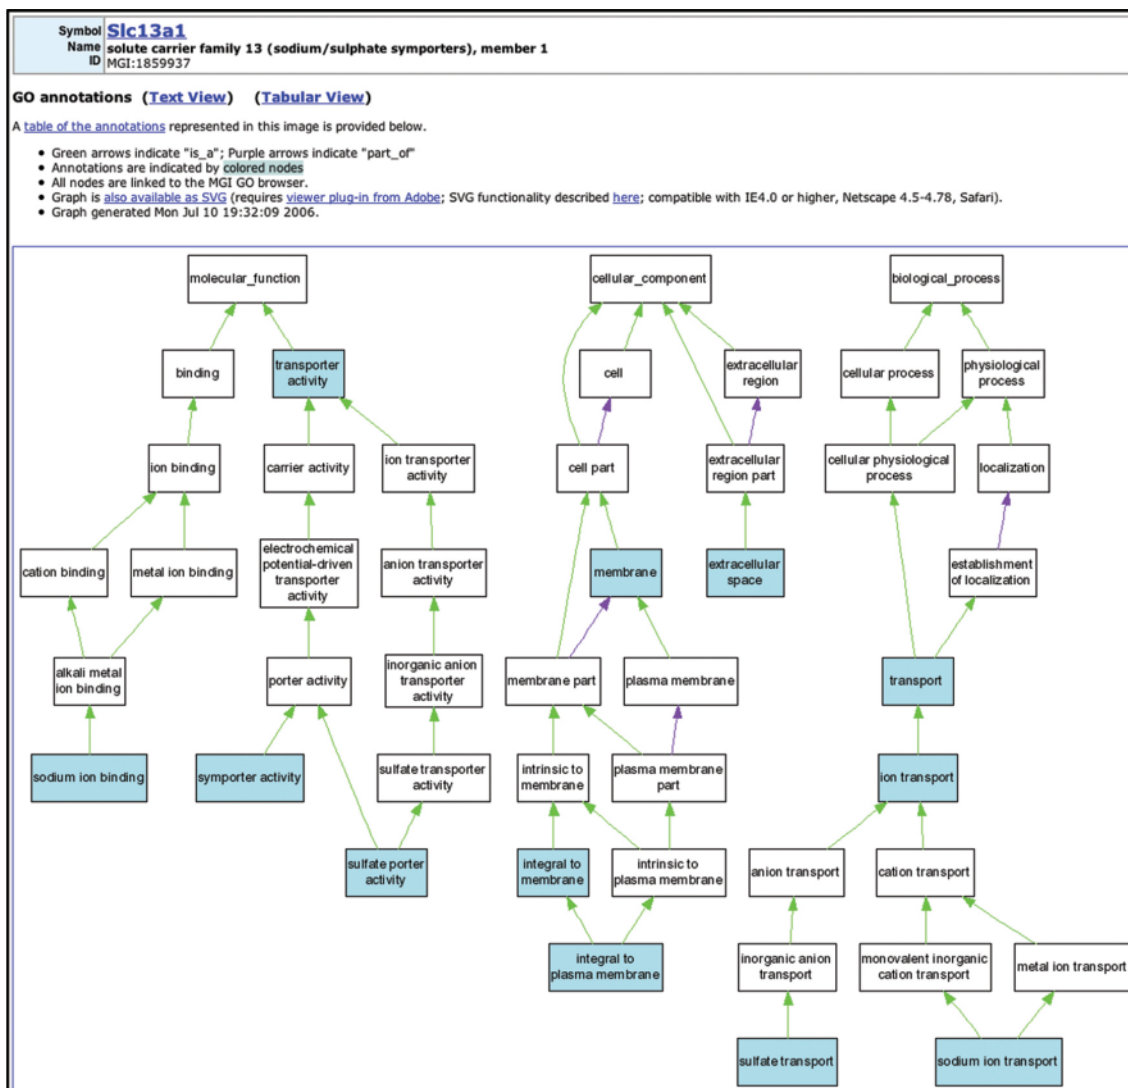 Symbol Slc13a1
Name solute carrier family 13 (sodium/sulphate symporters), member 1
ID MGI:1859937
GO annotations (Text View) (Tabular View)
A table of the annotations represented in this image is provided below.
• Green arrows indicate "is_a"; Purple arrows indicate "part_of"
• Annotations are indicated by colored nodes
• All nodes are linked to the MGI GO browser.
• Graph is also available as SVG (requires viewer plug-in from Adobe; SVG functionality described here; compatible with IE4.0 or higher, Netscape 4.5-4.78, Safari).
• Graph generated Mon Jul 10 19:32:09 2006.
molecular_function
cellular_component
biological_process
binding
transporter
activity
cell
extracellular
region
cellular process
physiological
process
ion binding
carrier activity
ion transporter
activity
cell part
extracellular
region part
cellular physiological
process
localization
cation binding
metal ion binding
electrochemical
potential-driven
transporter
activity
anion transporter
activity
membrane
extracellular
space
establishment
of localization
alkali metal
ion binding
porter activity
inorganic anion
transporter
activity
membrane part
plasma membrane
transport
sodium ion binding
symporter activity
sulfate transporter
activity
intrinsic to
membrane
plasma membrane
part
ion transport
sulfate porter
activity
integral to
membrane
intrinsic to
plasma membrane
anion transport
cation transport
integral to
plasma membrane
inorganic anion
transport
monovalent inorganic
cation transport
metal ion transport
sulfate transport
sodium ion transport